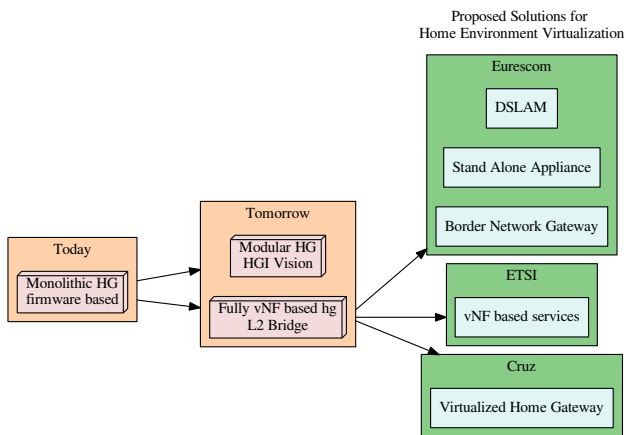 Proposed Solutions for
Home Environment Virtualization
Eurescom
DSLAM
Stand Alone Appliance
Border Network Gateway
Tomorrow
Modular HG
HGI Vision
Fully vNF based hg
L2 Bridge
Today
Monolithic HG
firmware based
ETSI
vNF based services
Cruz
Virtualized Home Gateway